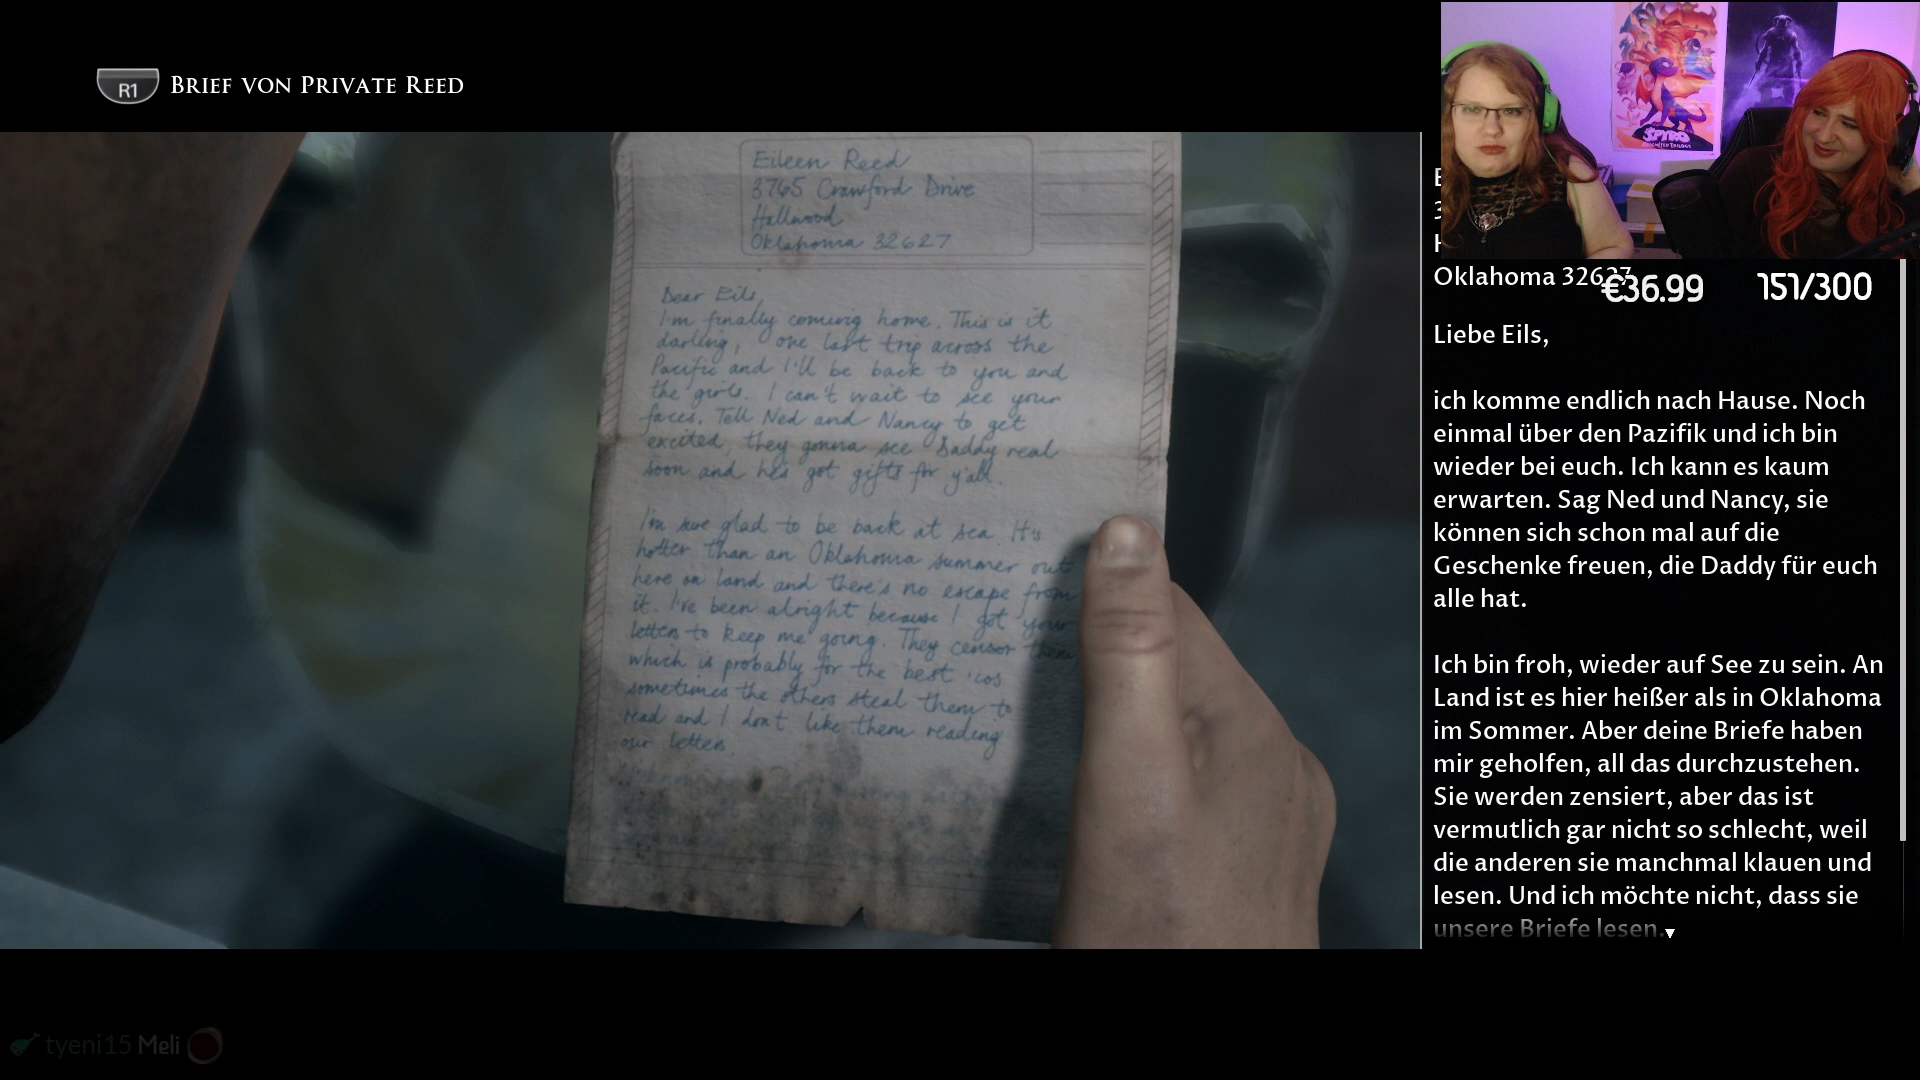 R1 BRIEF VON PRIVATE REED
Eileen Reed
3765 Crawford Drive
Hallwood
Oklahoma 32627
Dear Eils,
I'm finally coming home. This is it
darling, one last trip across the
Pacific and I'll be back to you and
the girls. I can't wait to see your
faces. Tell Ned and Nancy to get
excited, they gonna see Daddy real
soon and he's got gifts for y'all.
I'm sure glad to be back at sea. It's
hotter than an Oklahoma summer out
here on land and there's no escape from
it. I've been alright because I got your
letters to keep me going. They censor them
which is probably for the best 'cos
sometimes the others steal them to
read and I don't like them reading
our letters.
SPYRO
REIGNITED TRILOGY
E
3
H
Oklahoma 32627
€36.99 151/300
Liebe Eils,
ich komme endlich nach Hause. Noch
einmal über den Pazifik und ich bin
wieder bei euch. Ich kann es kaum
erwarten. Sag Ned und Nancy, sie
können sich schon mal auf die
Geschenke freuen, die Daddy für euch
alle hat.
Ich bin froh, wieder auf See zu sein. An
Land ist es hier heißer als in Oklahoma
im Sommer. Aber deine Briefe haben
mir geholfen, all das durchzustehen.
Sie werden zensiert, aber das ist
vermutlich gar nicht so schlecht, weil
die anderen sie manchmal klauen und
lesen. Und ich möchte nicht, dass sie
unsere Briefe lesen.
tyeni15 Meli